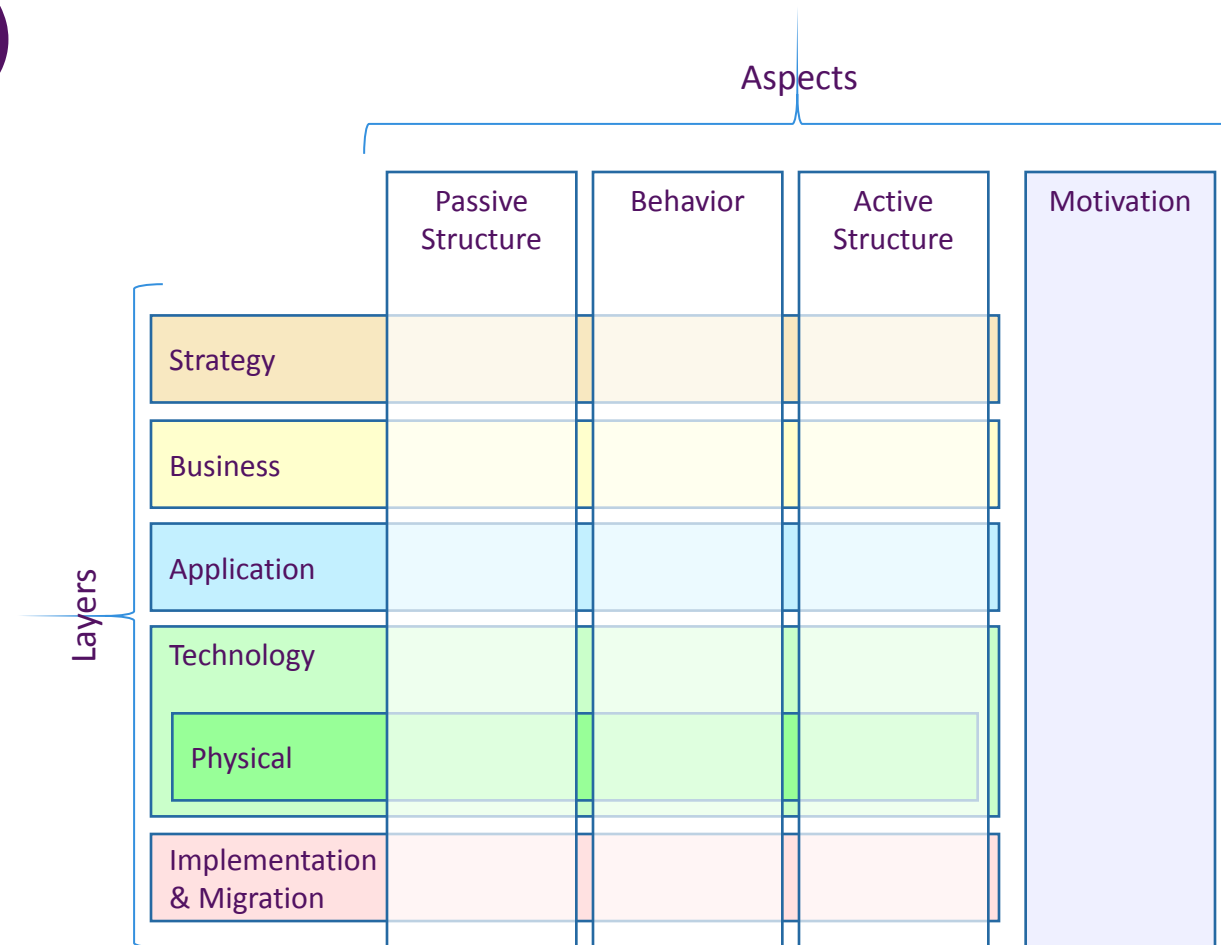 Aspects
Passive
Structure
Behavior
Active
Structure
Motivation
Layers
Strategy
Business
Application
Technology
Physical
Implementation
& Migration